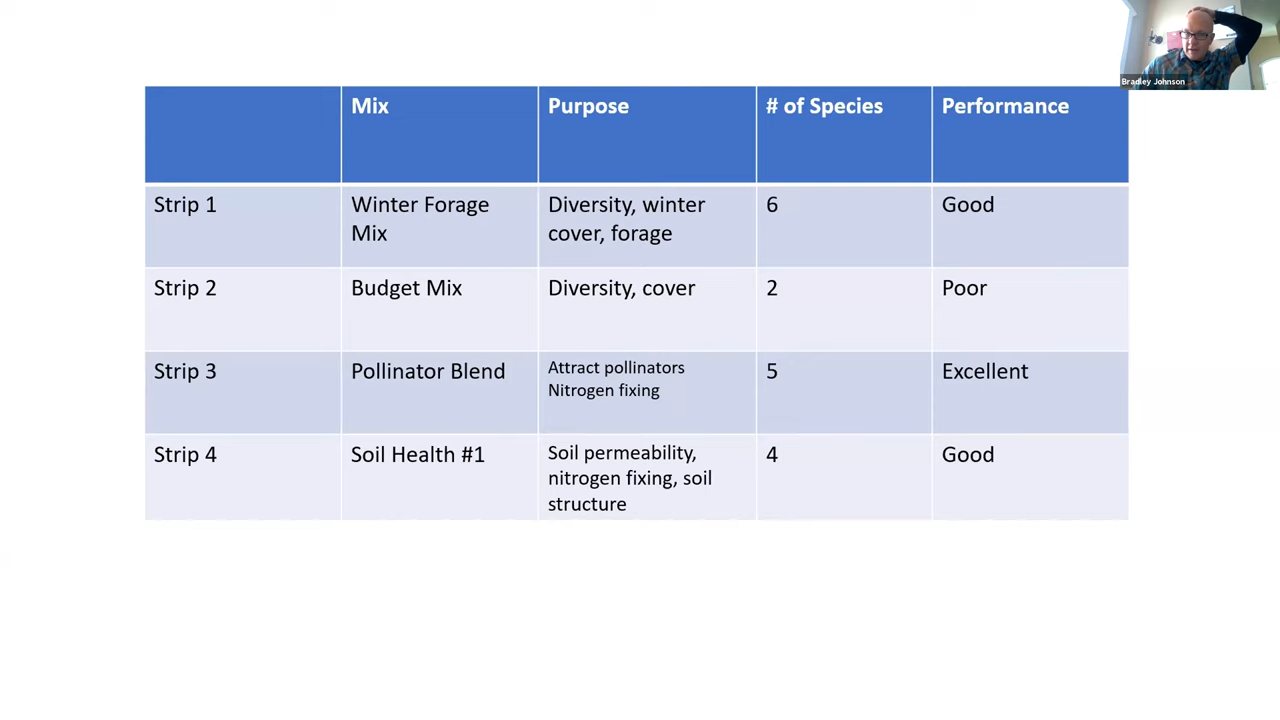 Bradley Johnson
Mix Purpose # of Species Performance
Strip 1 Winter Forage Mix Diversity, winter cover, forage 6 Good
Strip 2 Budget Mix Diversity, cover 2 Poor
Strip 3 Pollinator Blend Attract pollinators Nitrogen fixing 5 Excellent
Strip 4 Soil Health #1 Soil permeability, nitrogen fixing, soil structure 4 Good